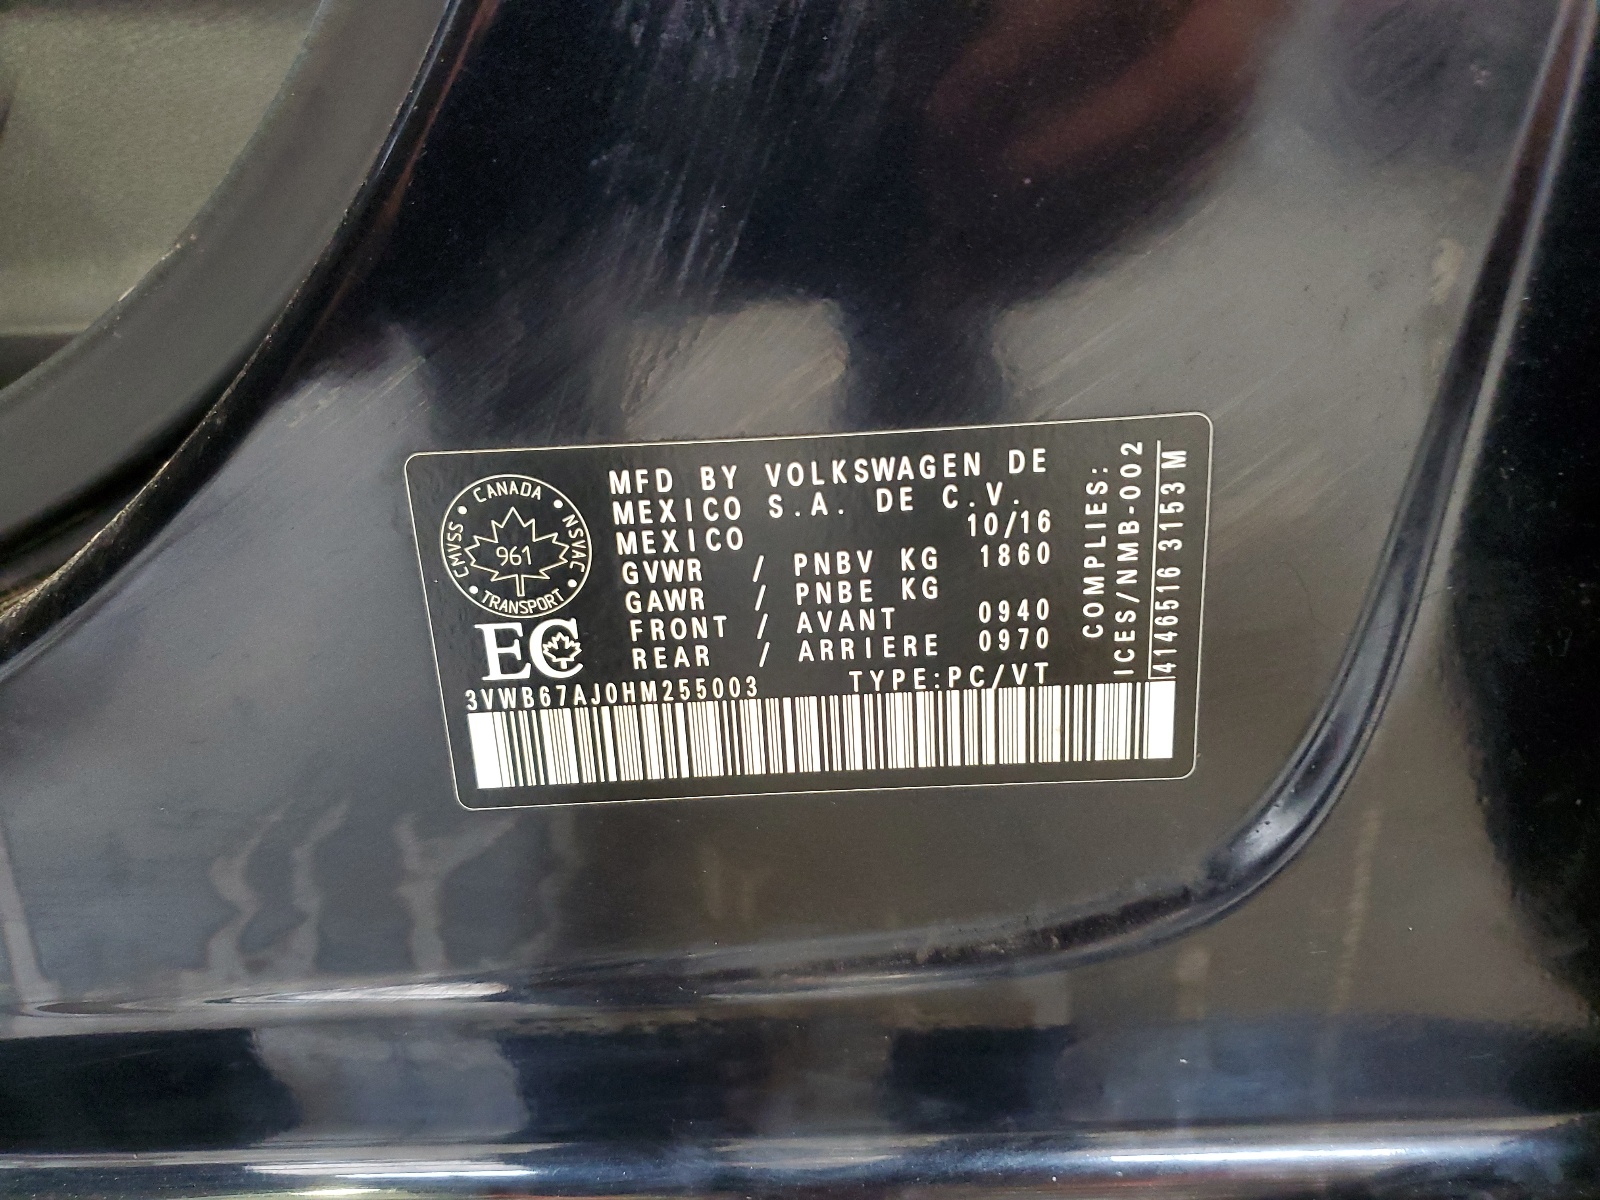 MFD BY VOLKSWAGEN DE
MEXICO S.A. DE C.V.
MEXICO 10/16
GVWR / PNBV KG 1860
GAWR / PNBE KG
FRONT / AVANT 0940
REAR / ARRIERE 0970
TYPE:PC/VT
CANADA
CMVSS • NSVAC
961
TRANSPORT
EC
3VWB67AJ0HM255003
COMPLIES:
ICES/NMB-002
4146516 3153 M